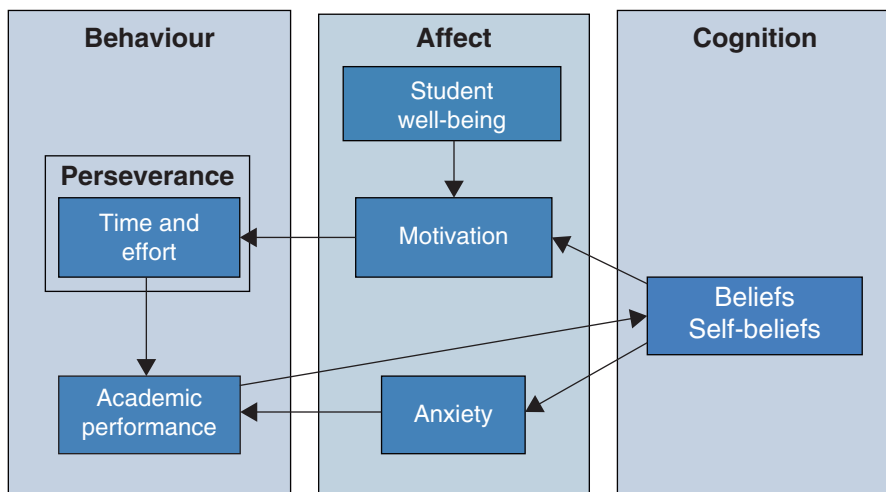 Behaviour
Perseverance
Time and
effort
Academic
performance
Affect
Student
well-being
Motivation
Anxiety
Cognition
Beliefs
Self-beliefs